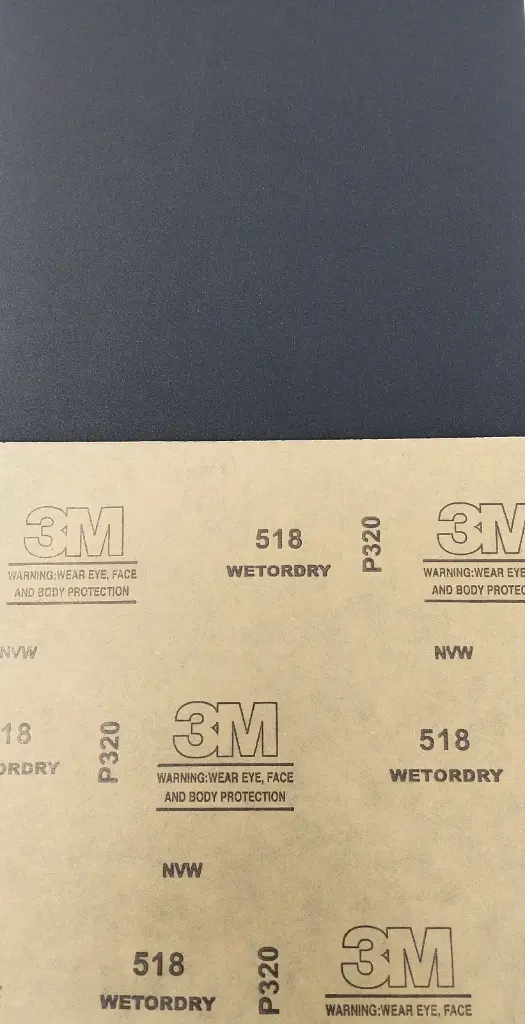 3M
WARNING:WEAR EYE, FACE
AND BODY PROTECTION
518
WETORDRY
P320
3M
WARNING:WEAR EYE
AND BODY PROTEC
NVW
NVW
18
ORDRY
P320
3M
WARNING:WEAR EYE, FACE
AND BODY PROTECTION
518
WETORDRY
NVW
518
WETORDRY
P320
3M
WARNING:WEAR EYE, FACE